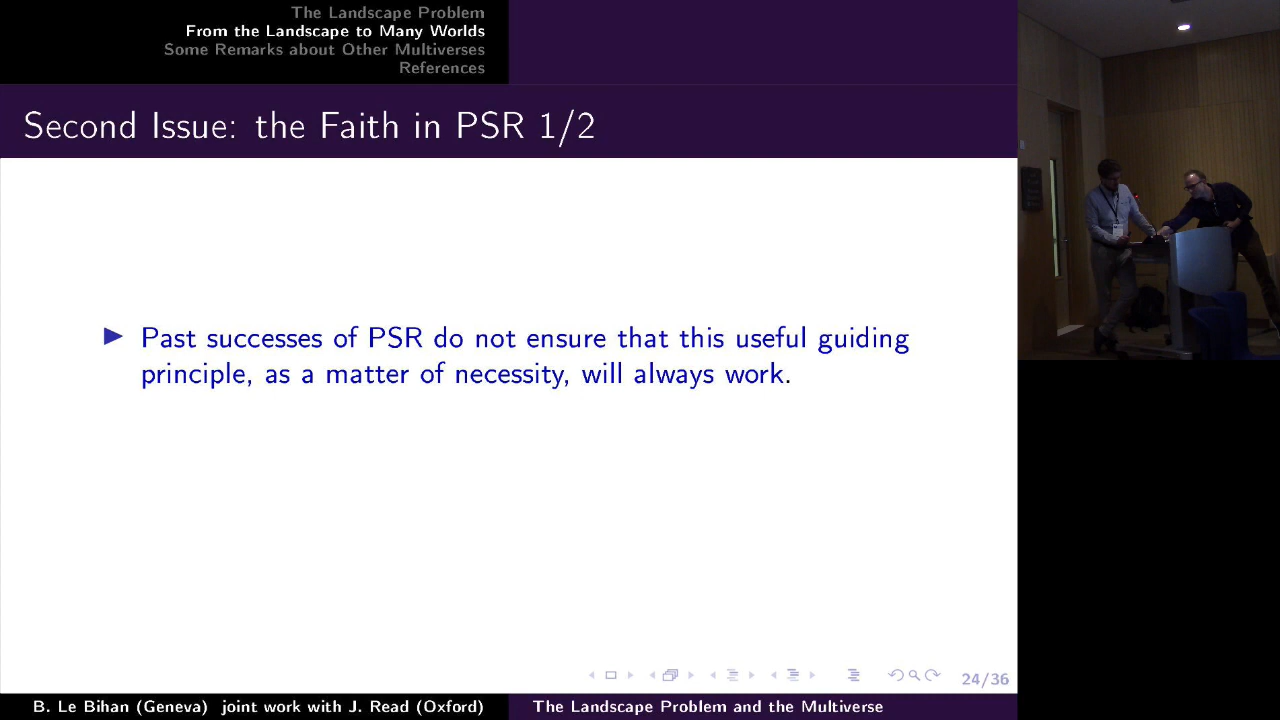 The Landscape Problem
From the Landscape to Many Worlds
Some Remarks about Other Multiverses
References
Second Issue: the Faith in PSR 1/2
Past successes of PSR do not ensure that this useful guiding
principle, as a matter of necessity, will always work.
24/36
B. Le Bihan (Geneva) joint work with J. Read (Oxford)
The Landscape Problem and the Multiverse